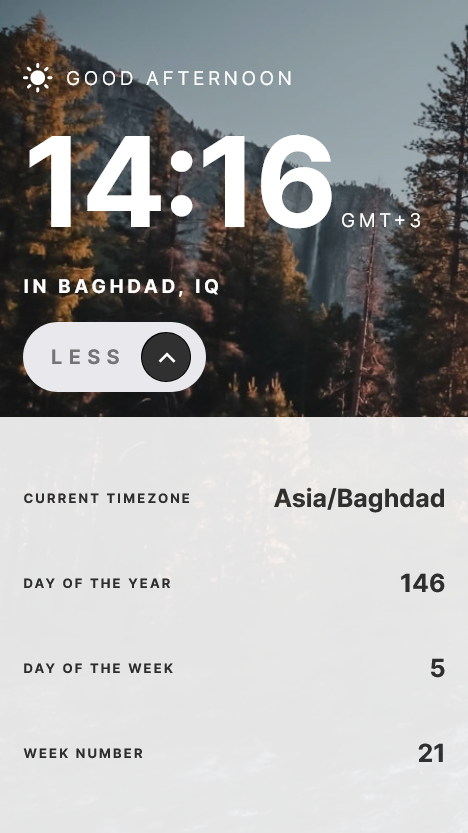 GOOD AFTERNOON
14:16 GMT+3
IN BAGHDAD, IQ
LESS
CURRENT TIMEZONE Asia/Baghdad
DAY OF THE YEAR 146
DAY OF THE WEEK 5
WEEK NUMBER 21